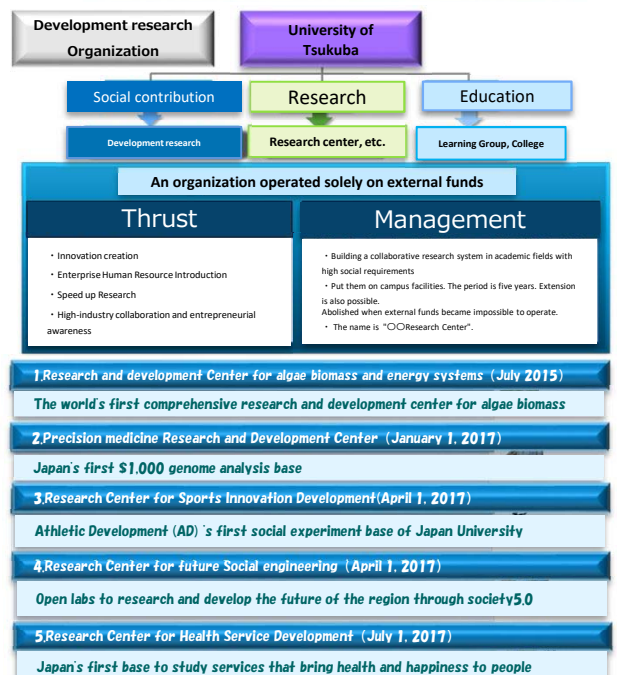 Development research
Organization
University of
Tsukuba
Social contribution
Research
Education
Development research
Research center, etc.
Learning Group, College
An organization operated solely on external funds
Thrust
・Innovation creation
・Enterprise Human Resource Introduction
・Speed up Research
・High-industry collaboration and entrepreneurial
awareness
Management
・Building a collaborative research system in academic fields with
high social requirements
・Put them on campus facilities. The period is five years. Extension
is also possible.
Abolished when external funds became impossible to operate.
・The name is "〇〇Research Center".
1.Research and development Center for algae biomass and energy systems (July 2015)
The world's first comprehensive research and development center for algae biomass
2.Precision medicine Research and Development Center (January 1, 2017)
Japan's first $1,000 genome analysis base
3.Research Center for Sports Innovation Development(April 1, 2017)
Athletic Development (AD) 's first social experiment base of Japan University
4.Research Center for future Social engineering (April 1, 2017)
Open labs to research and develop the future of the region through society5.0
5.Research Center for Health Service Development (July 1, 2017)
Japan's first base to study services that bring health and happiness to people